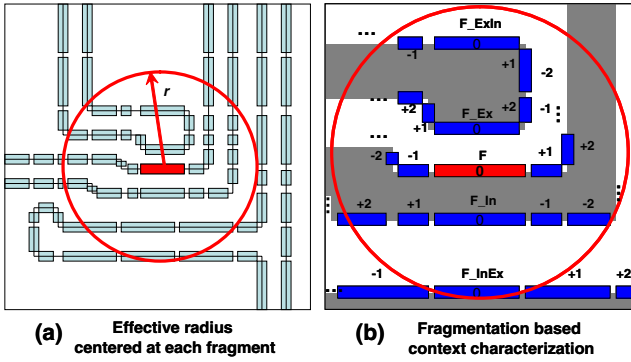 r
(a) Effective radius
centered at each fragment
F_ExIn
...
-1 0 +1 -2
...
+2 F_Ex +2 -1
+1 0
... F
-2 -1 0 +1 +2
F_In
+2 +1 0 -1 -2
-1 F_InEx +1 +2
... 0
(b) Fragmentation based
context characterization